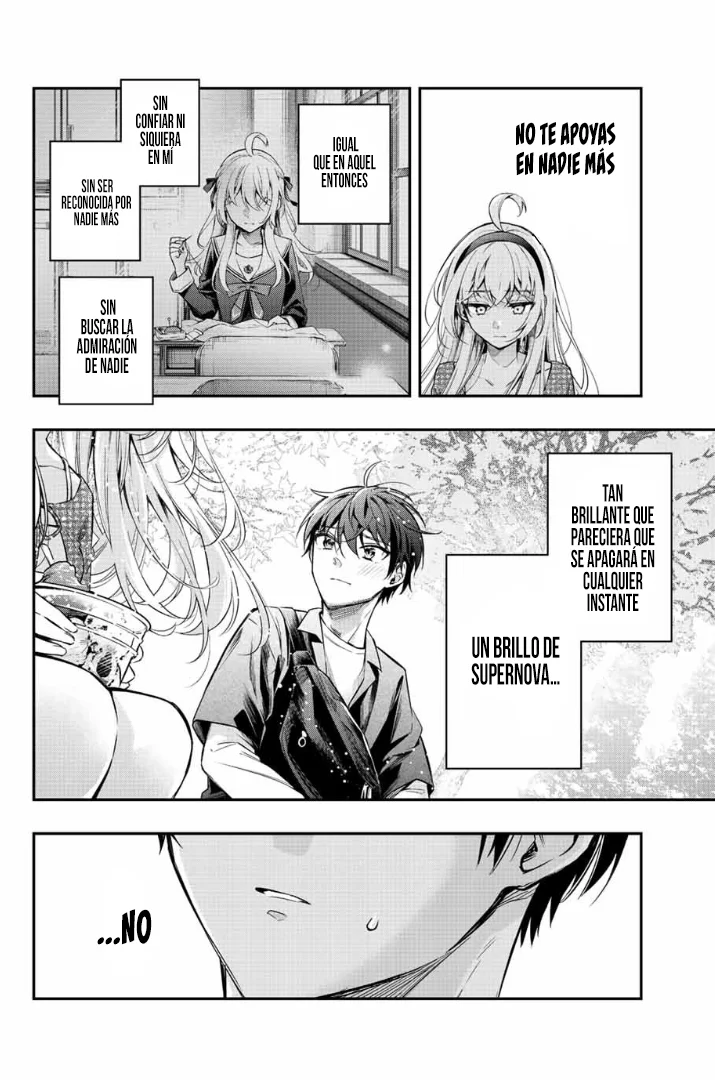 NO TE APOYAS
EN NADIE MÁS
IGUAL
QUE EN AQUEL
ENTONCES
SIN
CONFIAR NI
SIQUIERA
EN MÍ
SIN SER
RECONOCIDA POR
NADIE MÁS
SIN
BUSCAR LA
ADMIRACIÓN
DE NADIE
TAN
BRILLANTE QUE
PARECIERA QUE
SE APAGARÁ EN
CUALQUIER
INSTANTE
UN BRILLO DE
SUPERNOVA...
...NO